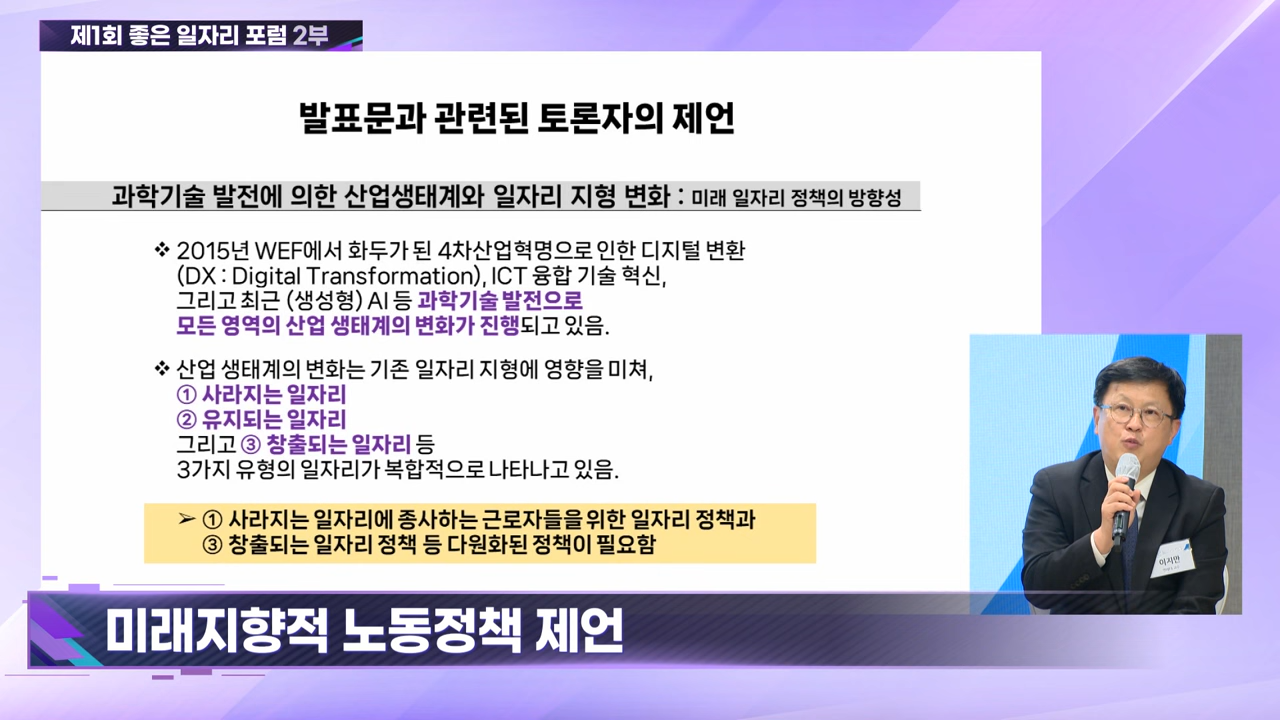 제1회 좋은 일자리 포럼 2부
발표문과 관련된 토론자의 제언
과학기술 발전에 의한 산업생태계와 일자리 지형 변화 : 미래 일자리 정책의 방향성
❖ 2015년 WEF에서 화두가 된 4차산업혁명으로 인한 디지털 변환
(DX : Digital Transformation), ICT 융합 기술 혁신,
그리고 최근 (생성형) AI 등 과학기술 발전으로
모든 영역의 산업 생태계의 변화가 진행되고 있음.
❖ 산업 생태계의 변화는 기존 일자리 지형에 영향을 미쳐,
① 사라지는 일자리
② 유지되는 일자리
그리고 ③ 창출되는 일자리 등
3가지 유형의 일자리가 복합적으로 나타나고 있음.
➢ ① 사라지는 일자리에 종사하는 근로자들을 위한 일자리 정책과
③ 창출되는 일자리 정책 등 다원화된 정책이 필요함
이지만
미래지향적 노동정책 제언